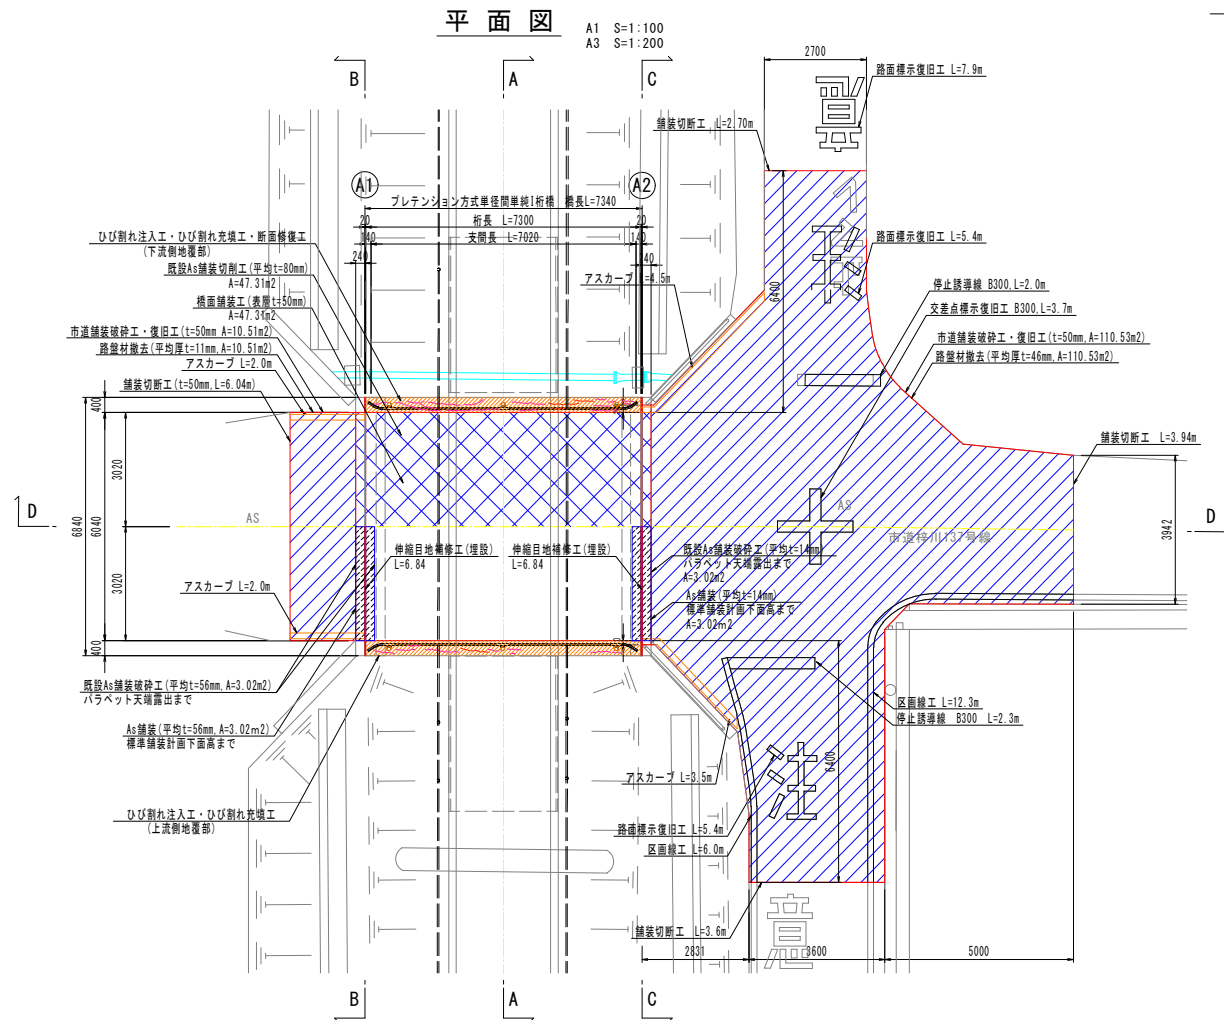 平面図
A1 S=1:100
A3 S=1:200
B
A
C
2700
路面標示復旧工 L=7.9m
舗装切断工 L=2.70m
A1
A2
プレテンション方式単径間単純I桁橋 橋長L=7340
20
桁長 L=7300
20
140
支間長 L=7020
140
240
240
ひび割れ注入工・ひび割れ充填工・断面修復工
(下流側地覆部)
既設As舗装切削工(平均t=80mm)
A=47.31m2
橋面舗装工(表層t=50mm)
A=47.31m2
市道舗装破砕工・復旧工(t=50mm A=10.51m2)
路盤材撤去(平均厚t=11mm,A=10.51m2)
アスカーブ L=2.0m
舗装切断工(t=50mm,L=6.04m)
アスカーブ L=4.5m
6400
路面標示復旧工 L=5.4m
停止誘導線 B300,L=2.0m
交差点標示復旧工 B300,L=3.7m
市道舗装破砕工・復旧工(t=50mm,A=110.53m2)
路盤材撤去(平均厚t=46mm,A=110.53m2)
舗装切断工 L=3.94m
400
3020
6840
6040
3020
400
D
AS
AS
D
市道梓川137号線
3942
伸縮目地補修工(埋設)
L=6.84
伸縮目地補修工(埋設)
L=6.84
既設As舗装破砕工(平均t=14mm)
パラペット天端露出まで
A=3.02m2
As舗装(平均t=14mm)
標準舗装計画下面高まで
A=3.02m2
アスカーブ L=2.0m
既設As舗装破砕工(平均t=56mm,A=3.02m2)
パラペット天端露出まで
As舗装(平均t=56mm,A=3.02m2)
標準舗装計画下面高まで
区画線工 L=12.3m
停止誘導線 B300 L=2.3m
アスカーブ L=3.5m
6400
注
ひび割れ注入工・ひび割れ充填工
(上流側地覆部)
路面標示復旧工 L=5.4m
区画線工 L=6.0m
意
舗装切断工 L=3.6m
2831
3600
5000
B
A
C